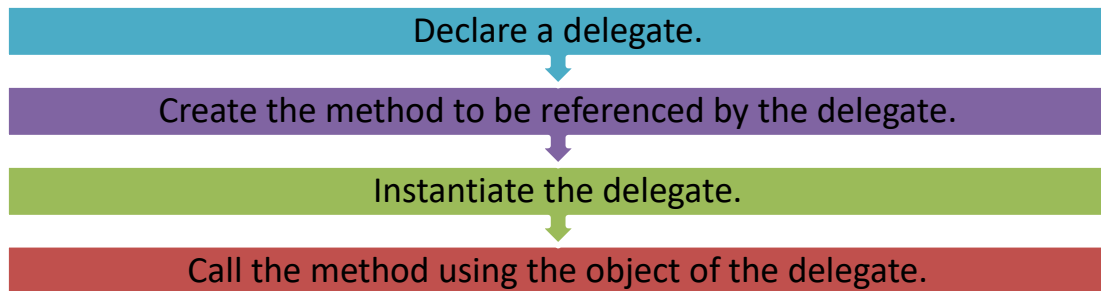 Declare a delegate.
Create the method to be referenced by the delegate.
Instantiate the delegate.
Call the method using the object of the delegate.